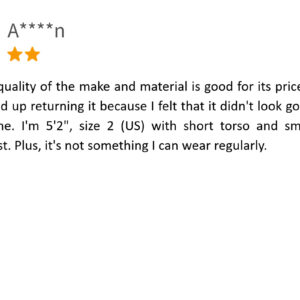 A****n
quality of the make and material is good for its price
d up returning it because I felt that it didn't look go
ne. I'm 5'2", size 2 (US) with short torso and sm
st. Plus, it's not something I can wear regularly.